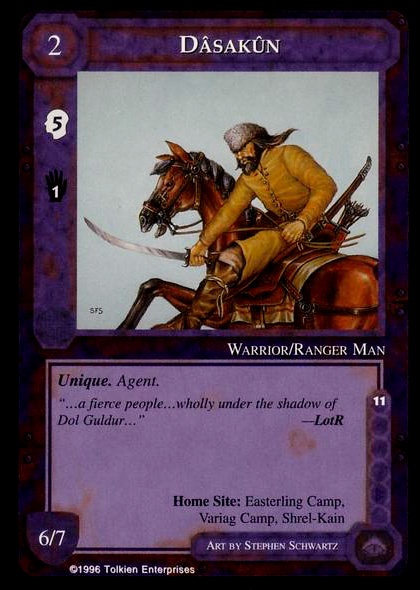 2
DÂSAKÛN
5
1
SFS
WARRIOR/RANGER MAN
Unique. Agent.
“...a fierce people...wholly under the shadow of
Dol Guldur...” —LotR
11
Home Site: Easterling Camp,
Variag Camp, Shrel-Kain
6/7
ART BY STEPHEN SCHWARTZ
©1996 Tolkien Enterprises